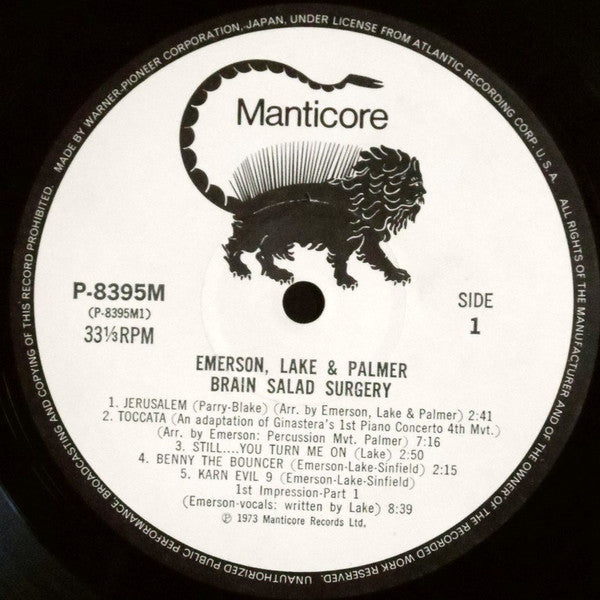 MADE BY WARNER-PIONEER CORPORATION.-JAPAN, UNDER LICENSE FROM ATLANTIC RECORDING CORP. U.S.A.
ALL RIGHTS OF THE MANUFACTURER AND OF THE OWNER OF THE RECORDED WORK RESERVED. UNAUTHORIZED PUBLIC PERFORMANCE, BROADCASTING AND COPYING OF THIS RECORD PROHIBITED.
Manticore
P-8395M
(P-8395M1)
33⅓RPM
SIDE
1
EMERSON, LAKE & PALMER
BRAIN SALAD SURGERY
1. JERUSALEM (Parry-Blake) (Arr. by Emerson, Lake & Palmer) 2:41
2. TOCCATA (An adaptation of Ginastera's 1st Piano Concerto 4th Mvt.)
(Arr. by Emerson: Percussion Mvt. Palmer) 7:16
3. STILL....YOU TURN ME ON (Lake) 2:50
4. BENNY THE BOUNCER (Emerson-Lake-Sinfield) 2:15
5. KARN EVIL 9 (Emerson-Lake-Sinfield)
1st Impression-Part 1
(Emerson-vocals: written by Lake) 8:39
℗ 1973 Manticore Records Ltd,